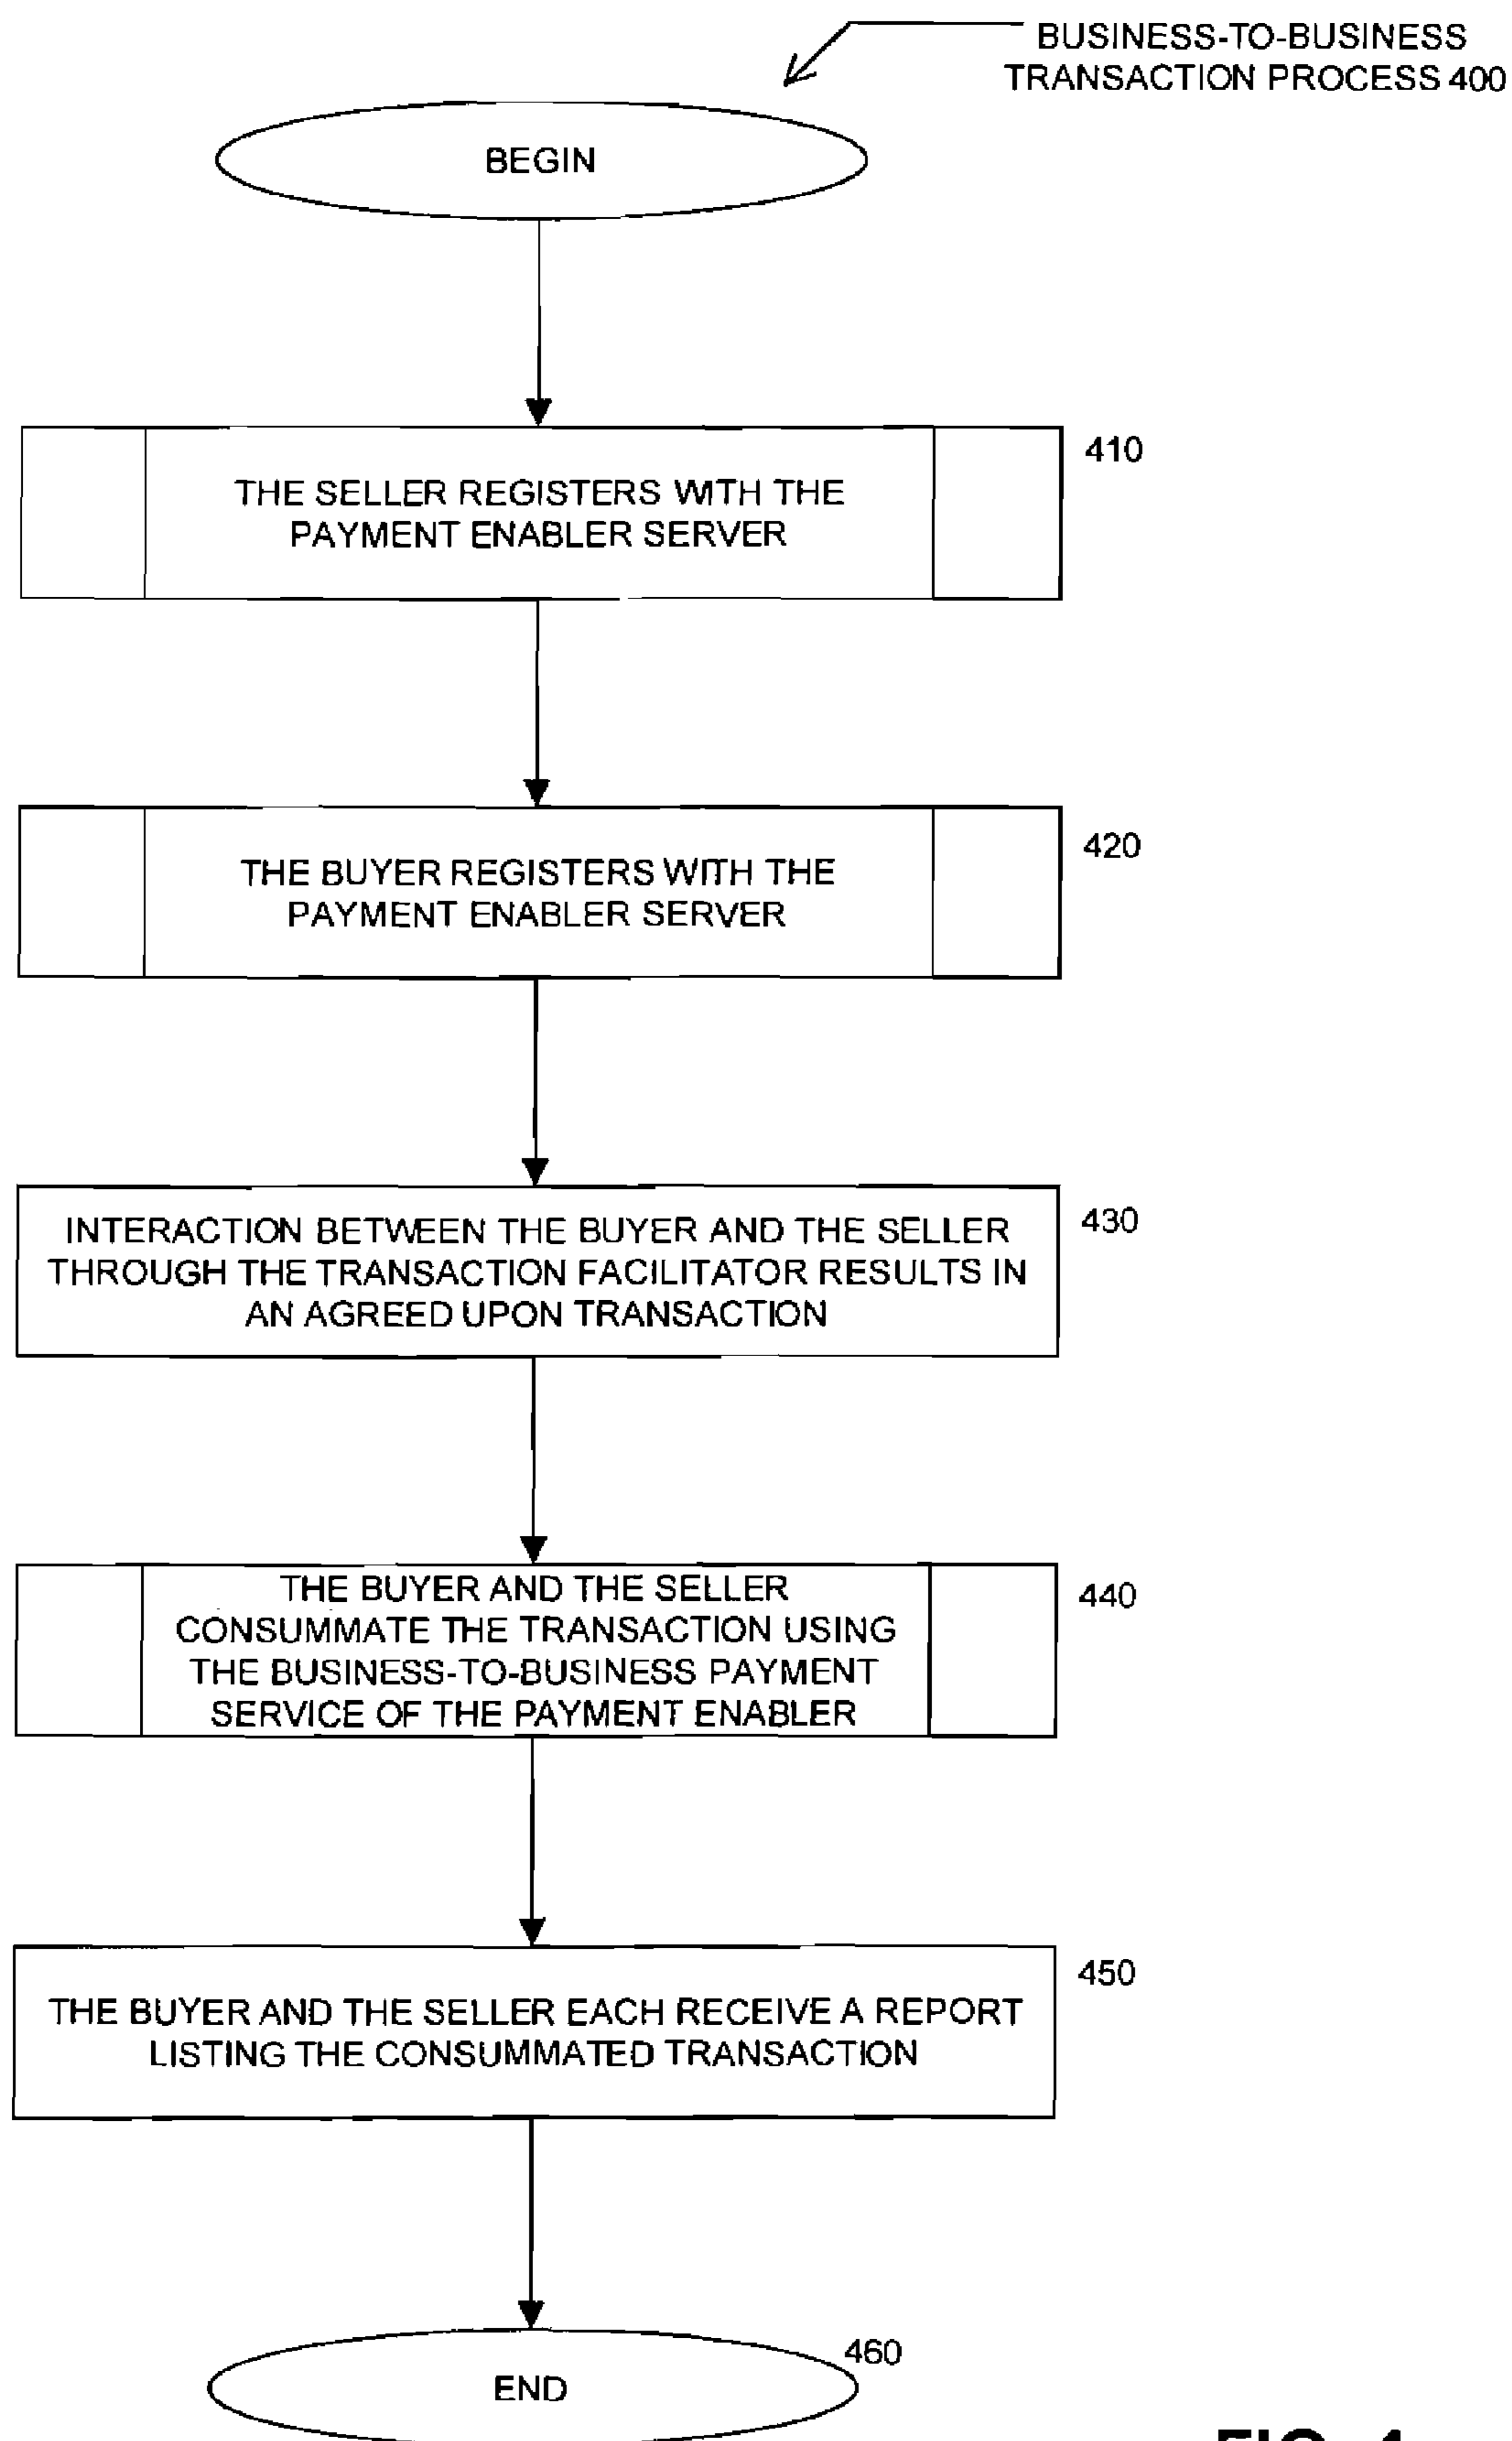 BUSINESS-TO-BUSINESS
TRANSACTION PROCESS 400
BEGIN
410
THE SELLER REGISTERS WITH THE
PAYMENT ENABLER SERVER
420
THE BUYER REGISTERS WITH THE
PAYMENT ENABLER SERVER
430
INTERACTION BETWEEN THE BUYER AND THE SELLER
THROUGH THE TRANSACTION FACILITATOR RESULTS IN
AN AGREED UPON TRANSACTION
440
THE BUYER AND THE SELLER
CONSUMMATE THE TRANSACTION USING
THE BUSINESS-TO-BUSINESS PAYMENT
SERVICE OF THE PAYMENT ENABLER
450
THE BUYER AND THE SELLER EACH RECEIVE A REPORT
LISTING THE CONSUMMATED TRANSACTION
460
END